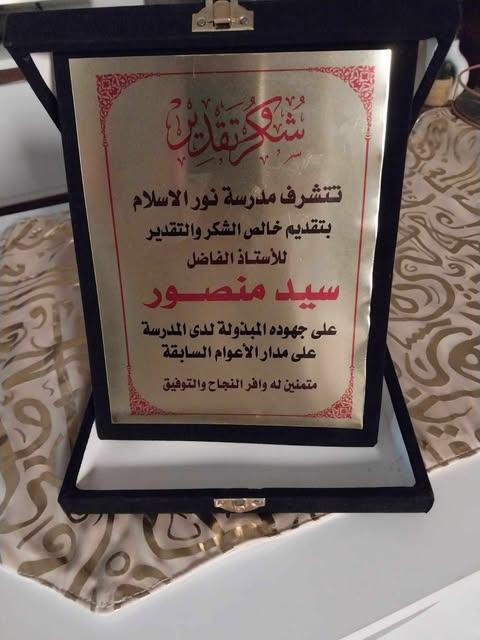 شكر وتقدير
تتشرف مدرسة نور الاسلام
بتقديم خالص الشكر والتقدير
للأستاذ الفاضل
سيد منصور
على جهوده المبذولة لدى المدرسة
على مدار الأعوام السابقة
متمنين له وافر النجاح والتوفيق